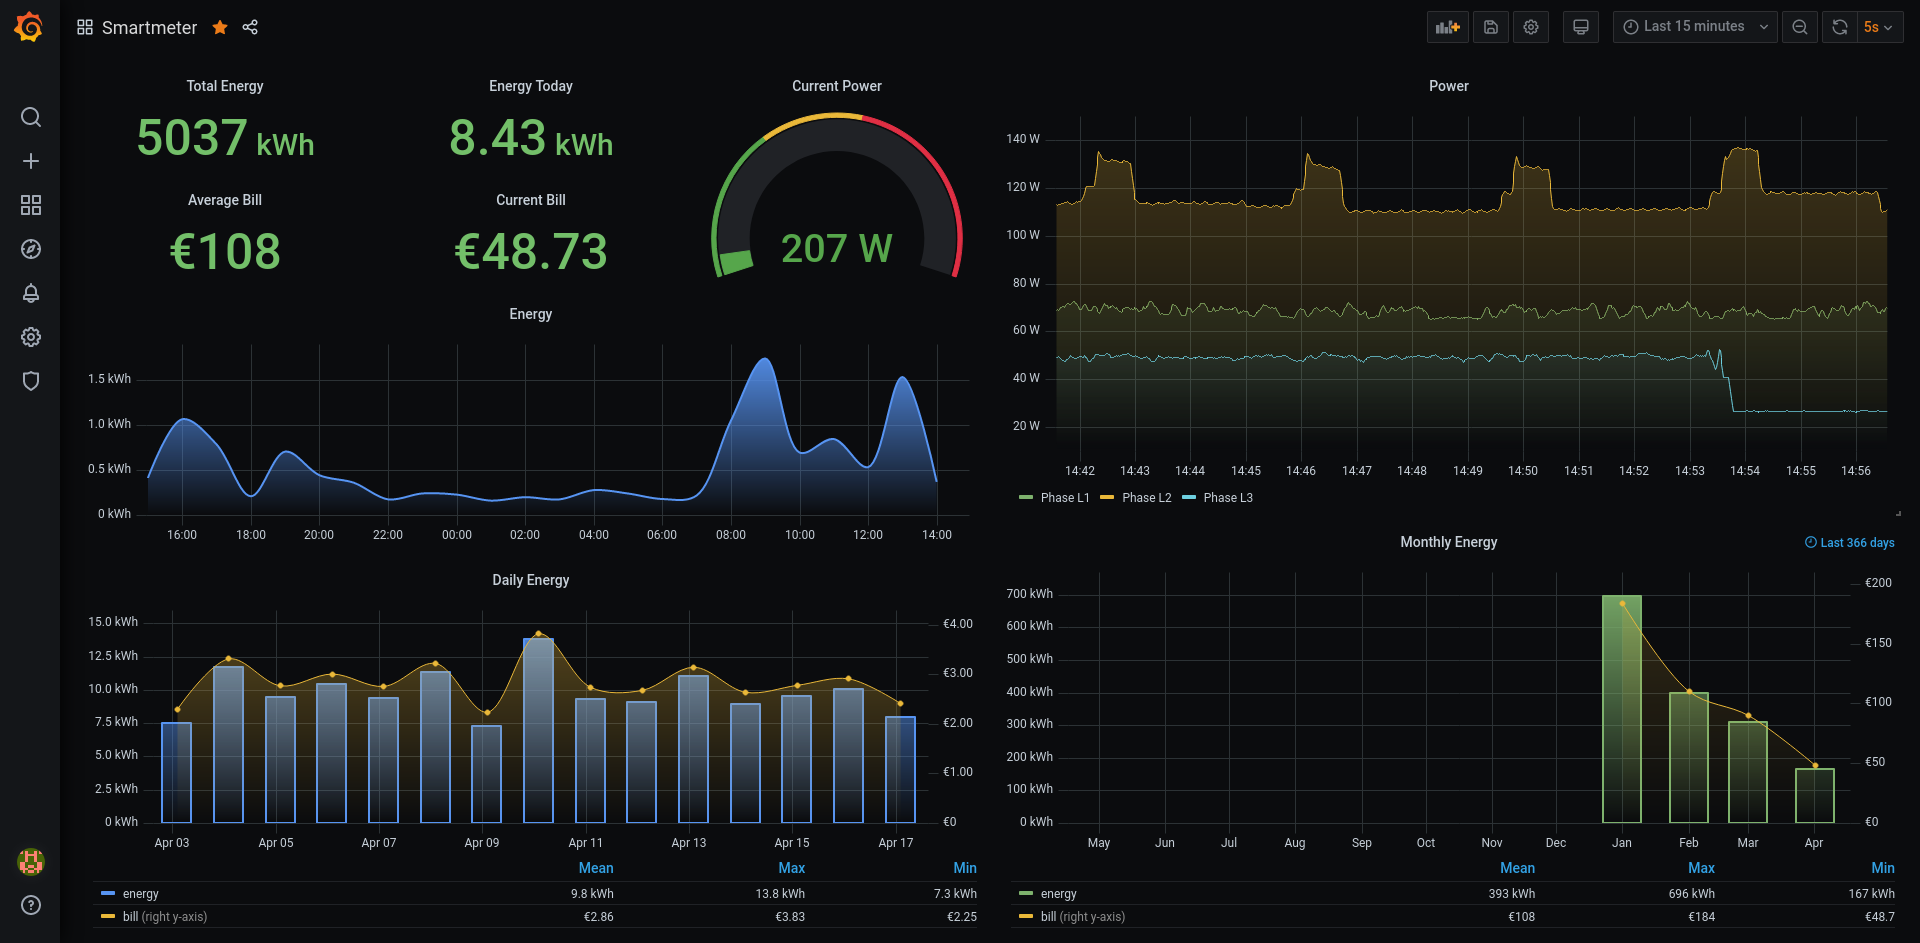 Smartmeter
Last 15 minutes
5s
Total Energy
5037 kWh
Energy Today
8.43 kWh
Average Bill
€108
Current Bill
€48.73
Current Power
207 W
Energy
1.5 kWh
1.0 kWh
0.5 kWh
0 kWh
16:00 18:00 20:00 22:00 00:00 02:00 04:00 06:00 08:00 10:00 12:00 14:00
Daily Energy
15.0 kWh
12.5 kWh
10.0 kWh
7.5 kWh
5.0 kWh
2.5 kWh
0 kWh
€4.00
€3.00
€2.00
€1.00
€0
Apr 03 Apr 05 Apr 07 Apr 09 Apr 11 Apr 13 Apr 15 Apr 17
Mean Max Min
energy 9.8 kWh 13.8 kWh 7.3 kWh
bill (right y-axis) €2.86 €3.83 €2.25
Power
140 W
120 W
100 W
80 W
60 W
40 W
20 W
14:42 14:43 14:44 14:45 14:46 14:47 14:48 14:49 14:50 14:51 14:52 14:53 14:54 14:55 14:56
Phase L1 Phase L2 Phase L3
Monthly Energy
Last 366 days
700 kWh
600 kWh
500 kWh
400 kWh
300 kWh
200 kWh
100 kWh
0 kWh
€200
€150
€100
€50
€0
May Jun Jul Aug Sep Oct Nov Dec Jan Feb Mar Apr
Mean Max Min
energy 393 kWh 696 kWh 167 kWh
bill (right y-axis) €108 €184 €48.7